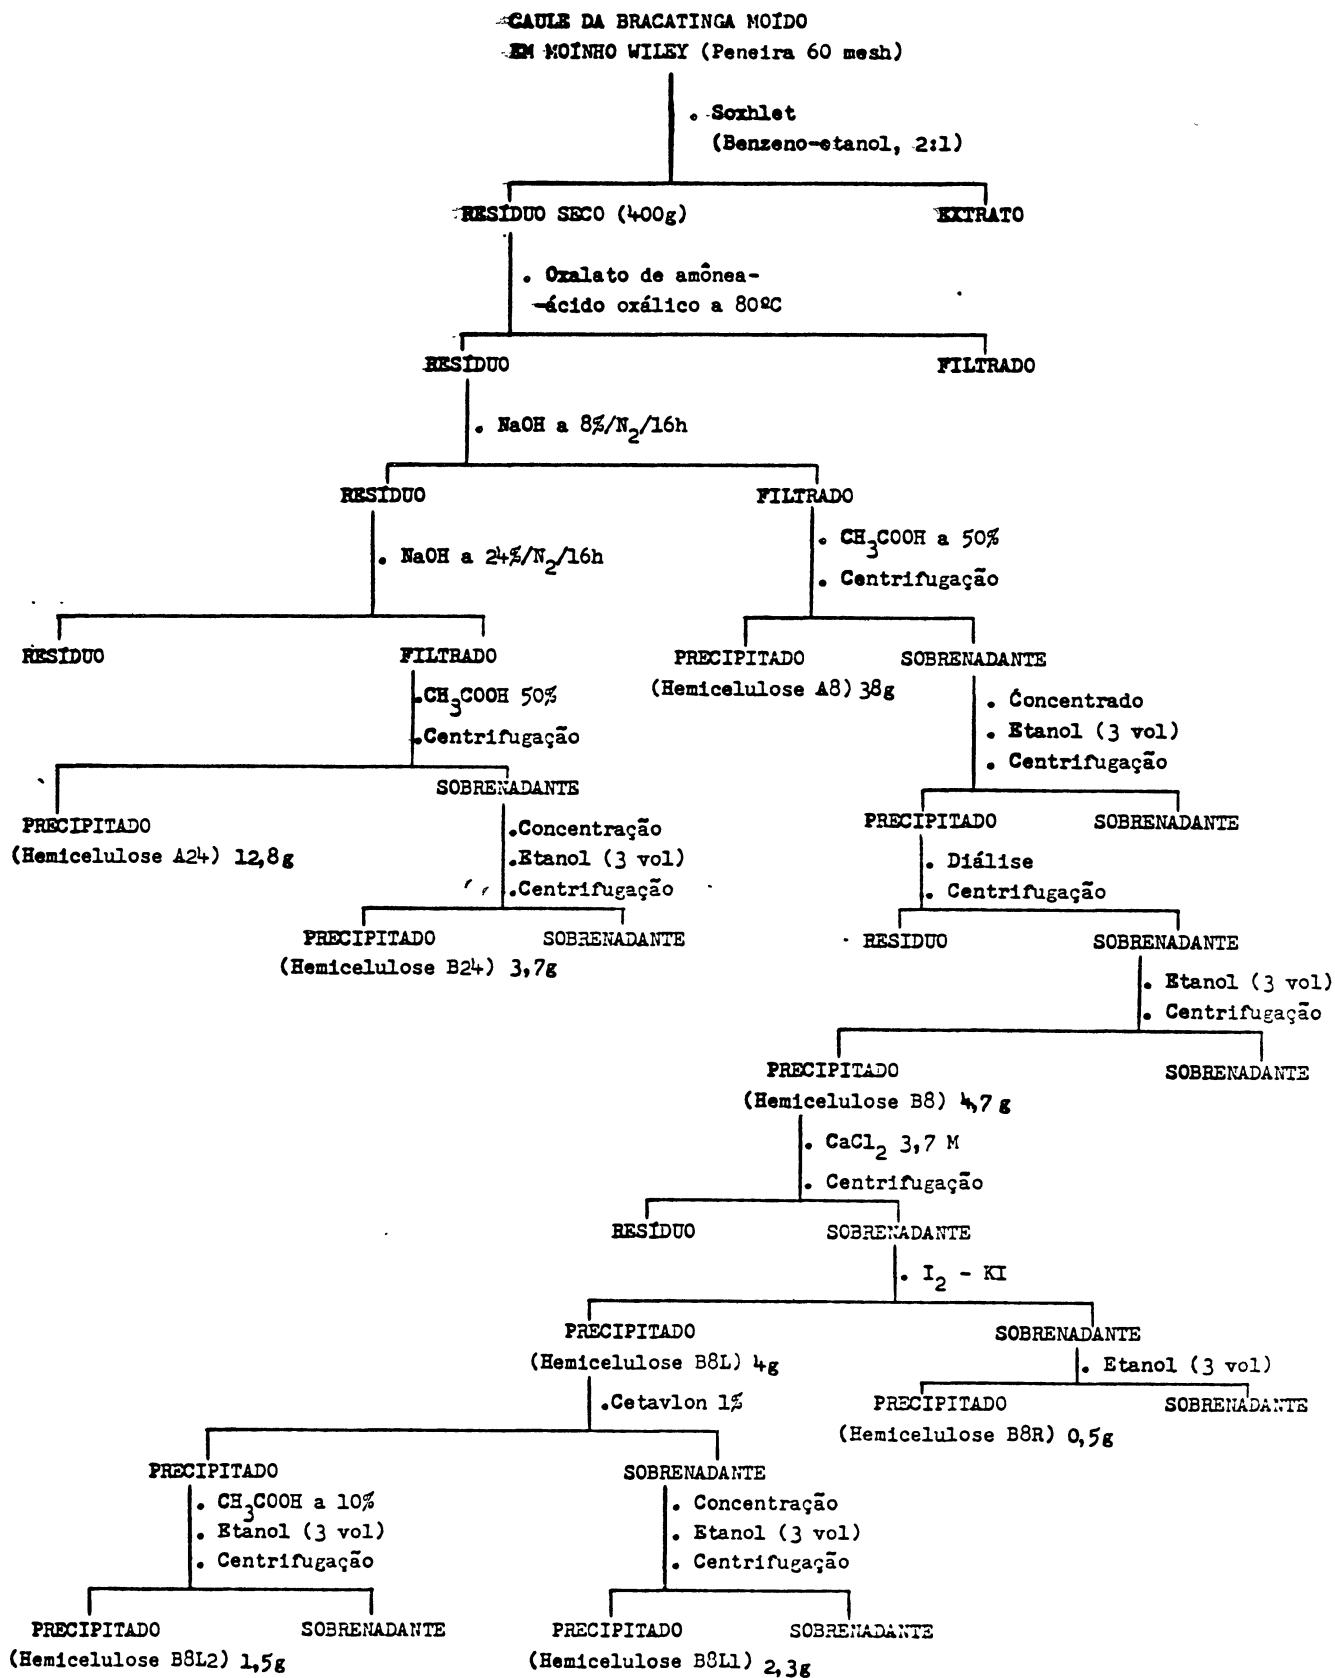 CAULE DA BRACATINGA MOÍDO
EM MOÍNHO WILEY (Peneira 60 mesh)
. Soxhlet
(Benzeno-etanol, 2:1)
RESÍDUO SECO (400g)
EXTRATO
. Oxalato de amônea-
-ácido oxálico a 80ºC
RESÍDUO
FILTRADO
. NaOH a 8%/N2/16h
RESÍDUO
FILTRADO
. NaOH a 24%/N2/16h
. CH3COOH a 50%
. Centrifugação
RESÍDUO
FILTRADO
PRECIPITADO
(Hemicelulose A8) 38g
SOBRENADANTE
.CH3COOH 50%
.Centrifugação
. Concentrado
. Etanol (3 vol)
. Centrifugação
PRECIPITADO
(Hemicelulose A24) 12,8g
SOBRENADANTE
PRECIPITADO
SOBRENADANTE
.Concentração
.Etanol (3 vol)
.Centrifugação
. Diálise
. Centrifugação
PRECIPITADO
(Hemicelulose B24) 3,7g
SOBRENADANTE
RESÍDUO
SOBRENADANTE
. Etanol (3 vol)
. Centrifugação
PRECIPITADO
(Hemicelulose B8) 4,7g
SOBRENADANTE
. CaCl2 3,7 M
. Centrifugação
RESÍDUO
SOBRENADANTE
. I2 - KI
PRECIPITADO
(Hemicelulose B8L) 4g
SOBRENADANTE
. Etanol (3 vol)
.Cetavlon 1%
PRECIPITADO
(Hemicelulose B8R) 0,5g
SOBRENADANTE
PRECIPITADO
SOBRENADANTE
. CH3COOH a 10%
. Etanol (3 vol)
. Centrifugação
. Concentração
. Etanol (3 vol)
. Centrifugação
PRECIPITADO
(Hemicelulose B8L2) 1,5g
SOBRENADANTE
PRECIPITADO
(Hemicelulose B8L1) 2,3g
SOBRENADANTE